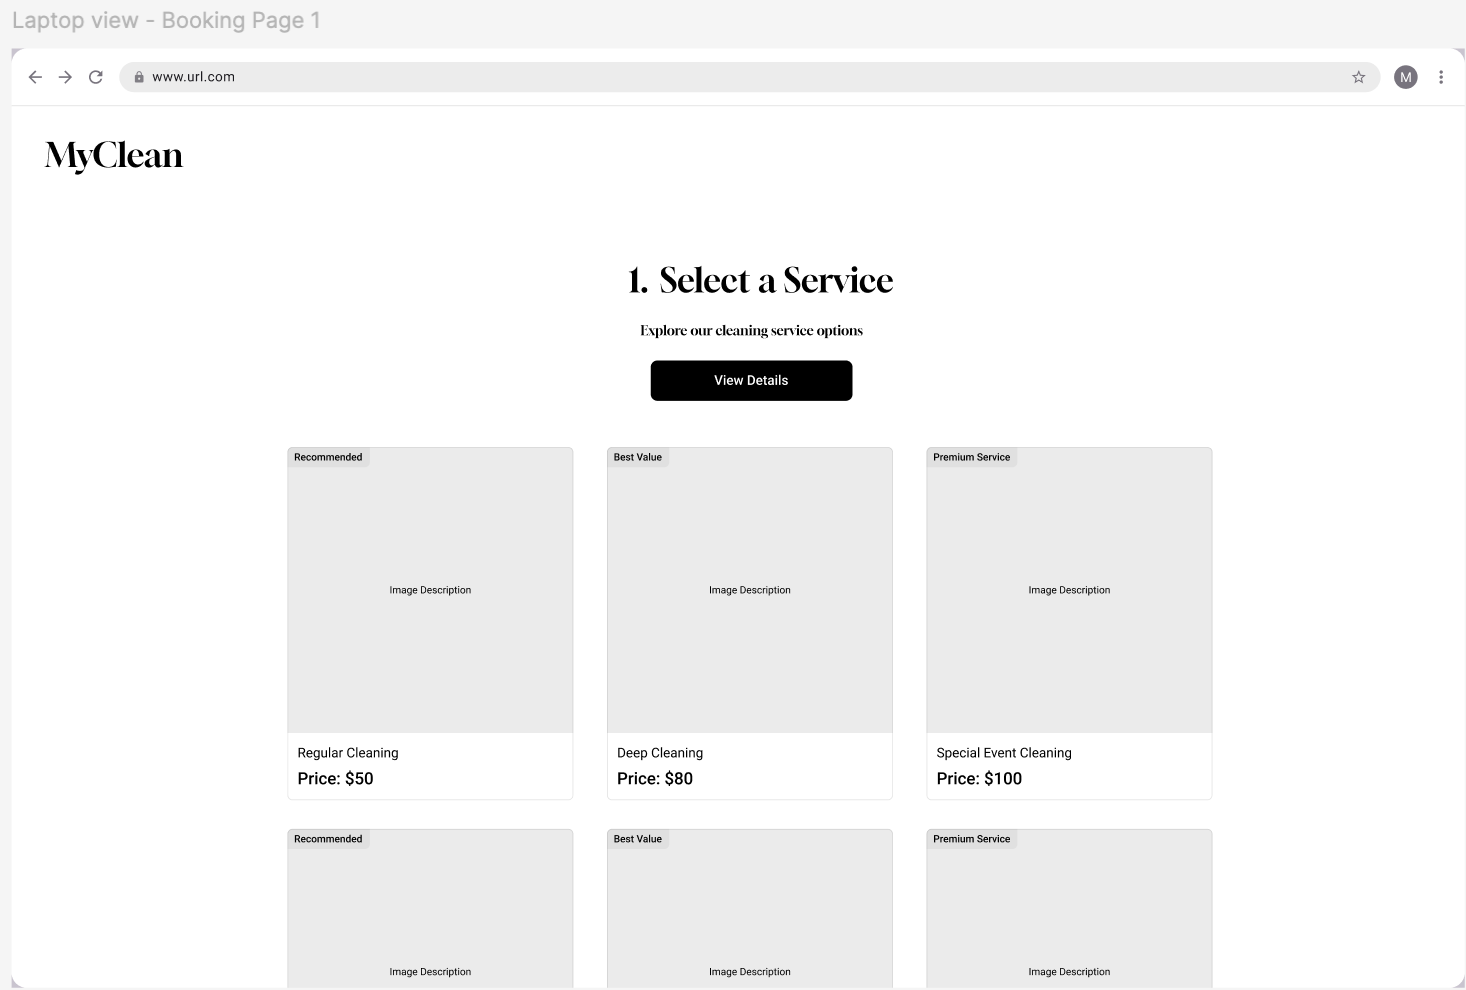 Laptop view - Booking Page 1
www.url.com
M
MyClean
1. Select a Service
Explore our cleaning service options
View Details
Recommended
Best Value
Premium Service
Image Description
Image Description
Image Description
Regular Cleaning
Deep Cleaning
Special Event Cleaning
Price: $50
Price: $80
Price: $100
Recommended
Best Value
Premium Service
Image Description
Image Description
Image Description